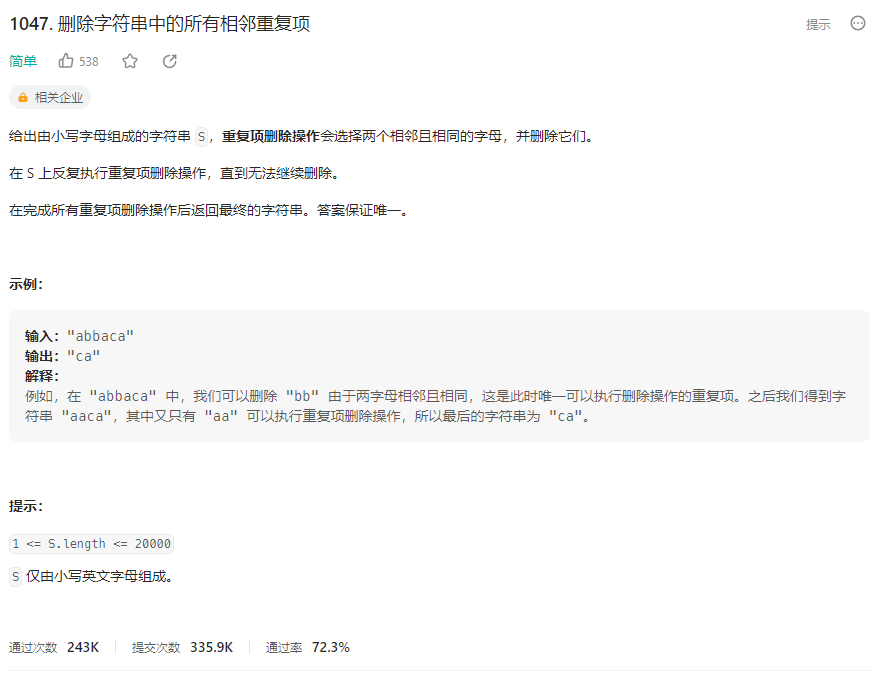 1047. 删除字符串中的所有相邻重复项
提示
简单 538
相关企业
给出由小写字母组成的字符串 S，重复项删除操作会选择两个相邻且相同的字母，并删除它们。
在 S 上反复执行重复项删除操作，直到无法继续删除。
在完成所有重复项删除操作后返回最终的字符串。答案保证唯一。
示例：
输入："abbaca"
输出："ca"
解释：
例如，在 "abbaca" 中，我们可以删除 "bb" 由于两字母相邻且相同，这是此时唯一可以执行删除操作的重复项。之后我们得到字
符串 "aaca"，其中又只有 "aa" 可以执行重复项删除操作，所以最后的字符串为 "ca"。
提示：
1 <= S.length <= 20000
S 仅由小写英文字母组成。
通过次数 243K 提交次数 335.9K 通过率 72.3%